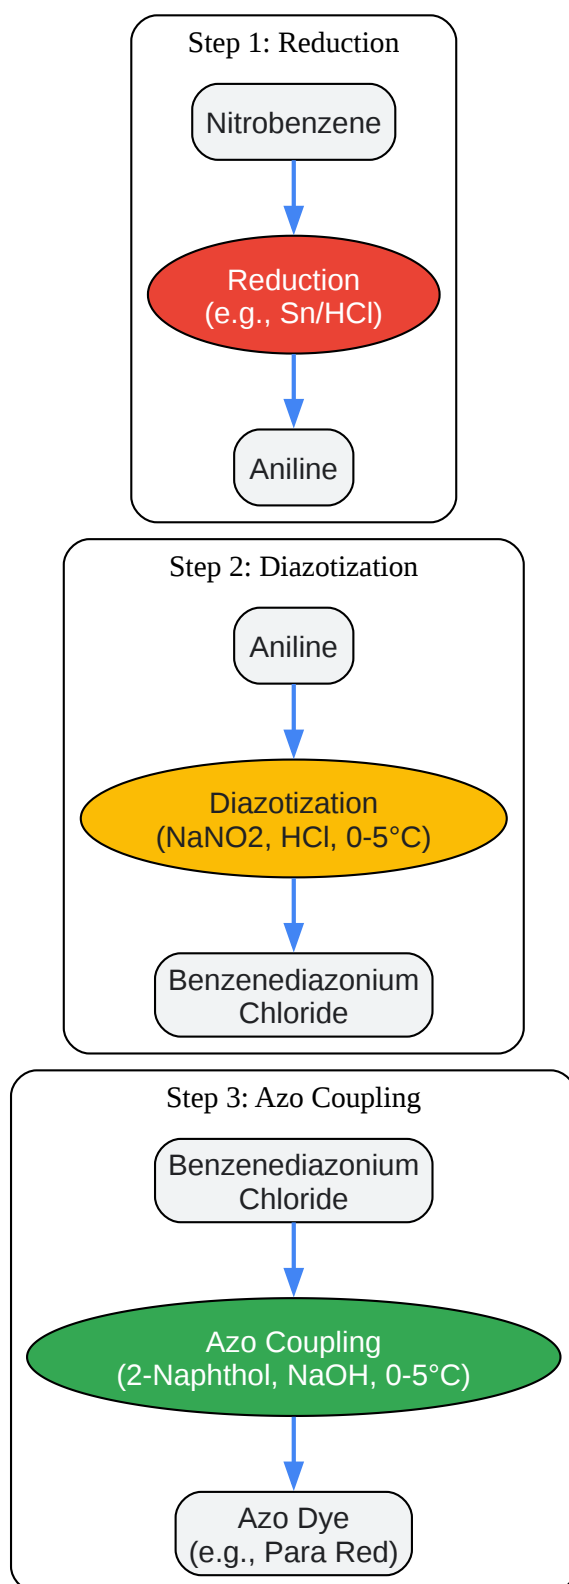 Step 1: Reduction
Nitrobenzene
Reduction
(e.g., Sn/HCl)
Aniline
Step 2: Diazotization
Aniline
Diazotization
(NaNO2, HCl, 0-5°C)
Benzenediazonium
Chloride
Step 3: Azo Coupling
Benzenediazonium
Chloride
Azo Coupling
(2-Naphthol, NaOH, 0-5°C)
Azo Dye
(e.g., Para Red)